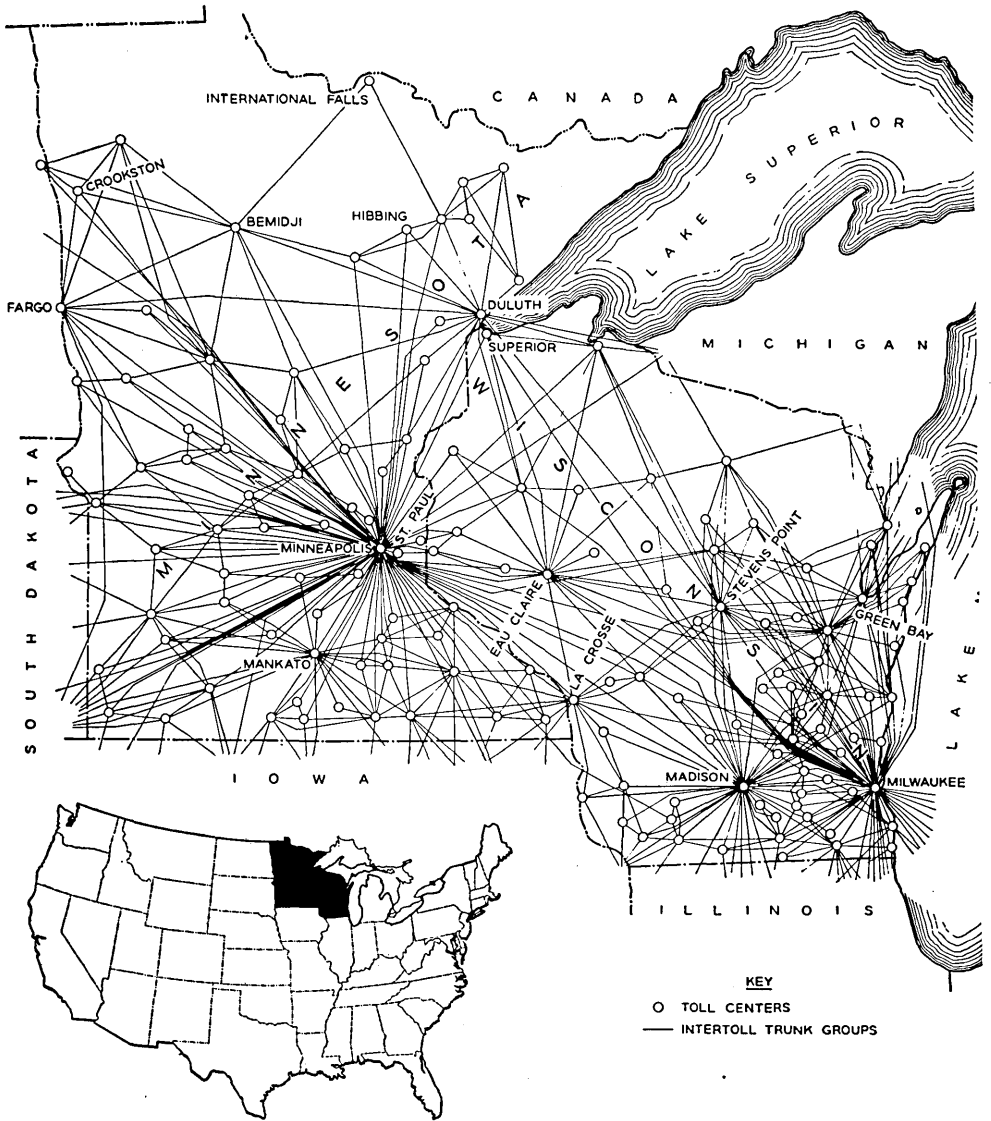 INTERNATIONAL FALLS
CANADA
LAKE SUPERIOR
CROOKSTON
BEMIDJI
HIBBING
MINNESOTA
FARGO
DULUTH
SUPERIOR
MICHIGAN
WISCONSIN
SOUTH DAKOTA
MINNEAPOLIS
ST. PAUL
STEVENS POINT
EAU CLAIRE
LA CROSSE
GREEN BAY
MANKATO
LAKE M
IOWA
MADISON
MILWAUKEE
ILLINOIS
KEY
TOLL CENTERS
INTERTOLL TRUNK GROUPS